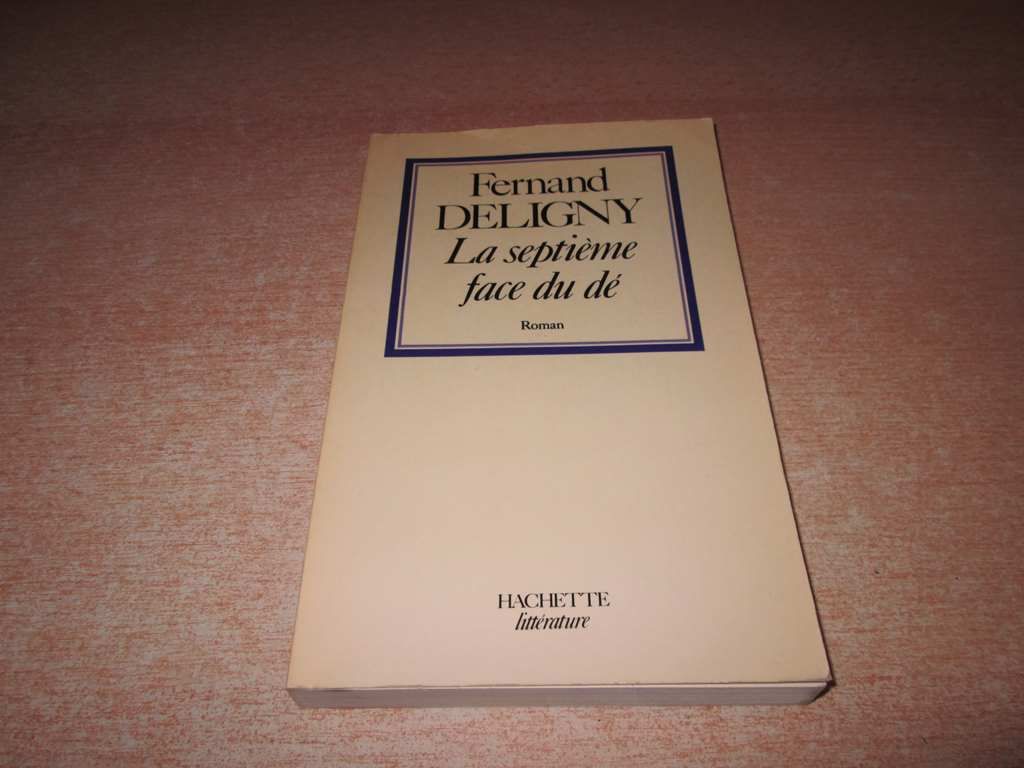 Fernand
DELIGNY
La septième
face du dé
Roman
HACHETTE
littérature